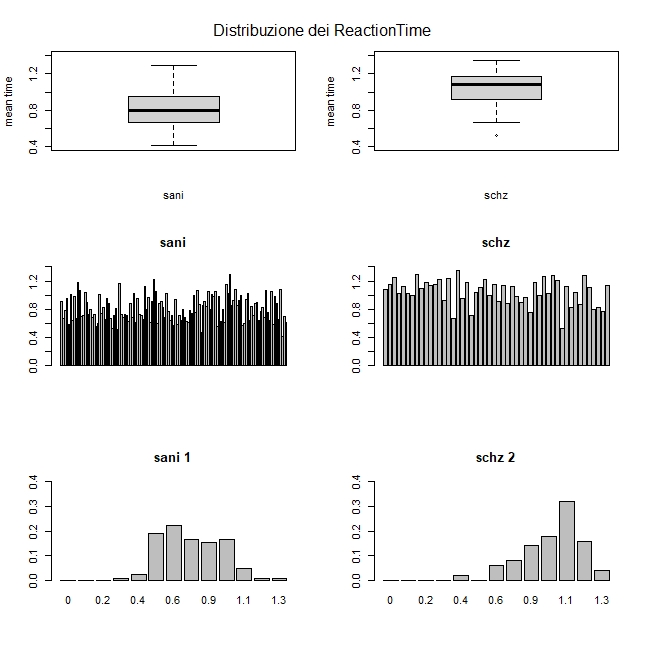 Distribuzione dei ReactionTime
mean time
0.4 0.8 1.2
sani
mean time
0.4 0.8 1.2
schz
sani
0.0 0.4 0.8 1.2
schz
0.0 0.4 0.8 1.2
sani 1
0.0 0.1 0.2 0.3 0.4
0 0.2 0.4 0.6 0.9 1.1 1.3
schz 2
0.0 0.1 0.2 0.3 0.4
0 0.2 0.4 0.6 0.9 1.1 1.3